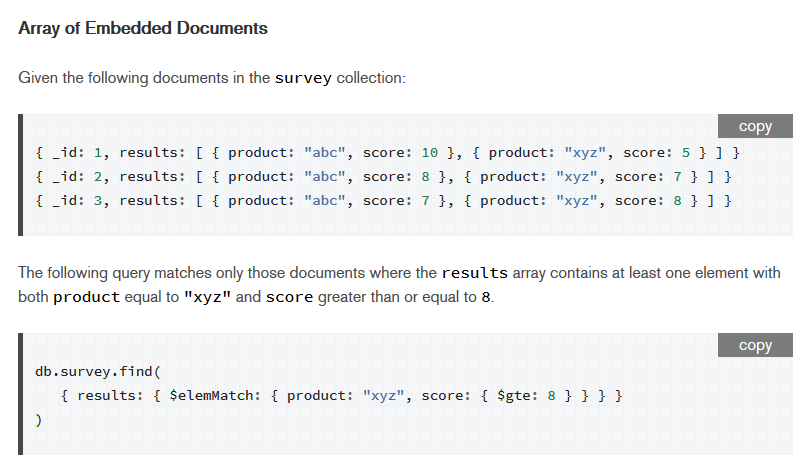 Array of Embedded Documents
Given the following documents in the survey collection:
copy
{ _id: 1, results: [ { product: "abc", score: 10 }, { product: "xyz", score: 5 } ] }
{ _id: 2, results: [ { product: "abc", score: 8 }, { product: "xyz", score: 7 } ] }
{ _id: 3, results: [ { product: "abc", score: 7 }, { product: "xyz", score: 8 } ] }
The following query matches only those documents where the results array contains at least one element with
both product equal to "xyz" and score greater than or equal to 8.
copy
db.survey.find(
   { results: { $elemMatch: { product: "xyz", score: { $gte: 8 } } } }
)